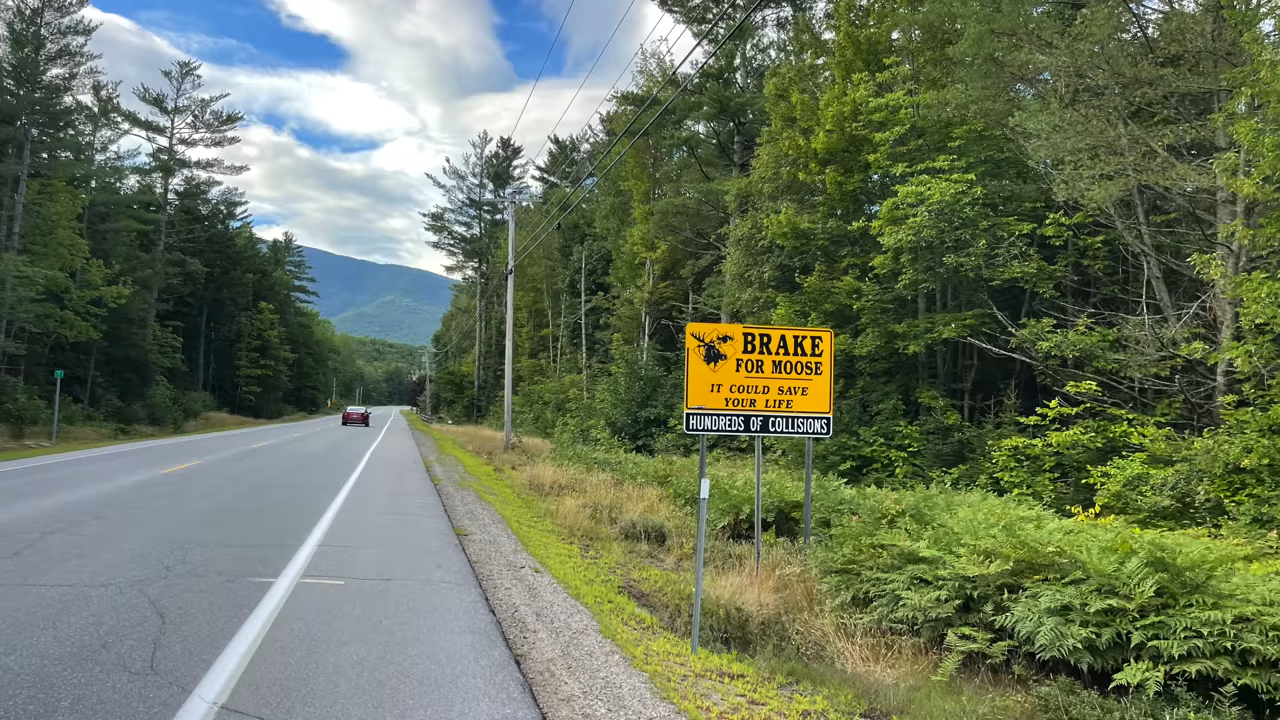 BRAKE
FOR MOOSE
IT COULD SAVE
YOUR LIFE
HUNDREDS OF COLLISIONS